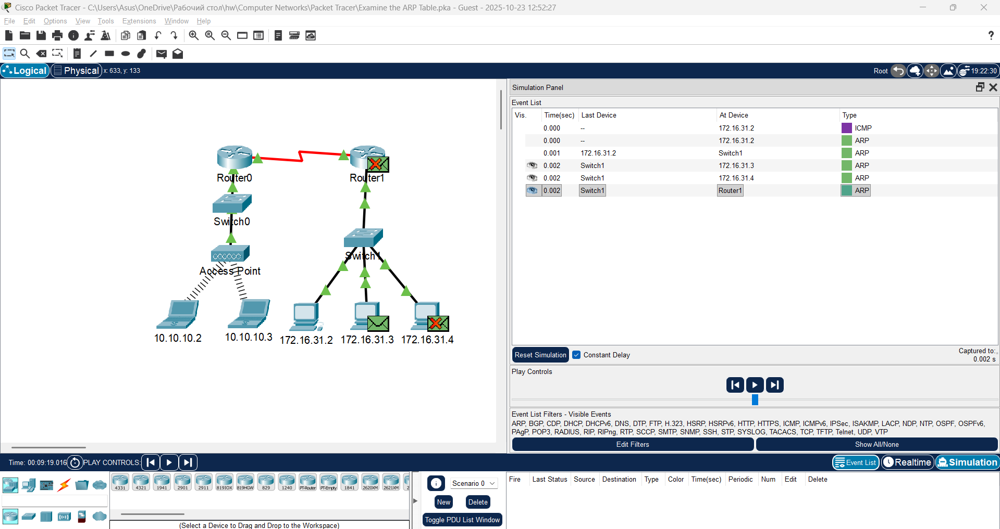 Cisco Packet Tracer - C:\Users\Asus\OneDrive\Рабочий стол\hw\Computer Networks\Packet Tracer\Examine the ARP Table.pka - Guest - 2025-10-23 12:52:27
File Edit Options View Tools Extensions Window Help
?
Logical Physical x: 633, y: 133 Root 19:22:30
Simulation Panel
Event List
Vis. Time(sec) Last Device At Device Type
0.000 -- 172.16.31.2 ICMP
0.000 -- 172.16.31.2 ARP
0.001 172.16.31.2 Switch1 ARP
0.002 Switch1 172.16.31.3 ARP
0.002 Switch1 172.16.31.4 ARP
0.002 Switch1 Router1 ARP
Router0 Router1
Switch0
Switch1
Access Point
10.10.10.2 10.10.10.3 172.16.31.2 172.16.31.3 172.16.31.4
Reset Simulation Constant Delay Captured to:
0.002 s
Play Controls
Event List Filters - Visible Events
ARP, BGP, CDP, DHCP, DHCPv6, DNS, DTP, FTP, H.323, HSRP, HSRPv6, HTTP, HTTPS, ICMP, ICMPv6, IPSec, ISAKMP, LACP, NDP, NTP, OSPF, OSPFv6,
PAgP, POP3, RADIUS, RIP, RIPng, RTP, SCCP, SMTP, SNMP, SSH, STP, SYSLOG, TACACS, TCP, TFTP, Telnet, UDP, VTP
Edit Filters Show All/None
Time: 00:09:19.016 PLAY CONTROLS: Event List Realtime Simulation
4331 4321 1941 2901 2911 819IOX 819HGW 829 1240 PT-Router PT-Empty 1841 2620XM 2621XM 2
Scenario 0
New Delete
Toggle PDU List Window
Fire Last Status Source Destination Type Color Time(sec) Periodic Num Edit Delete
(Select a Device to Drag and Drop to the Workspace)